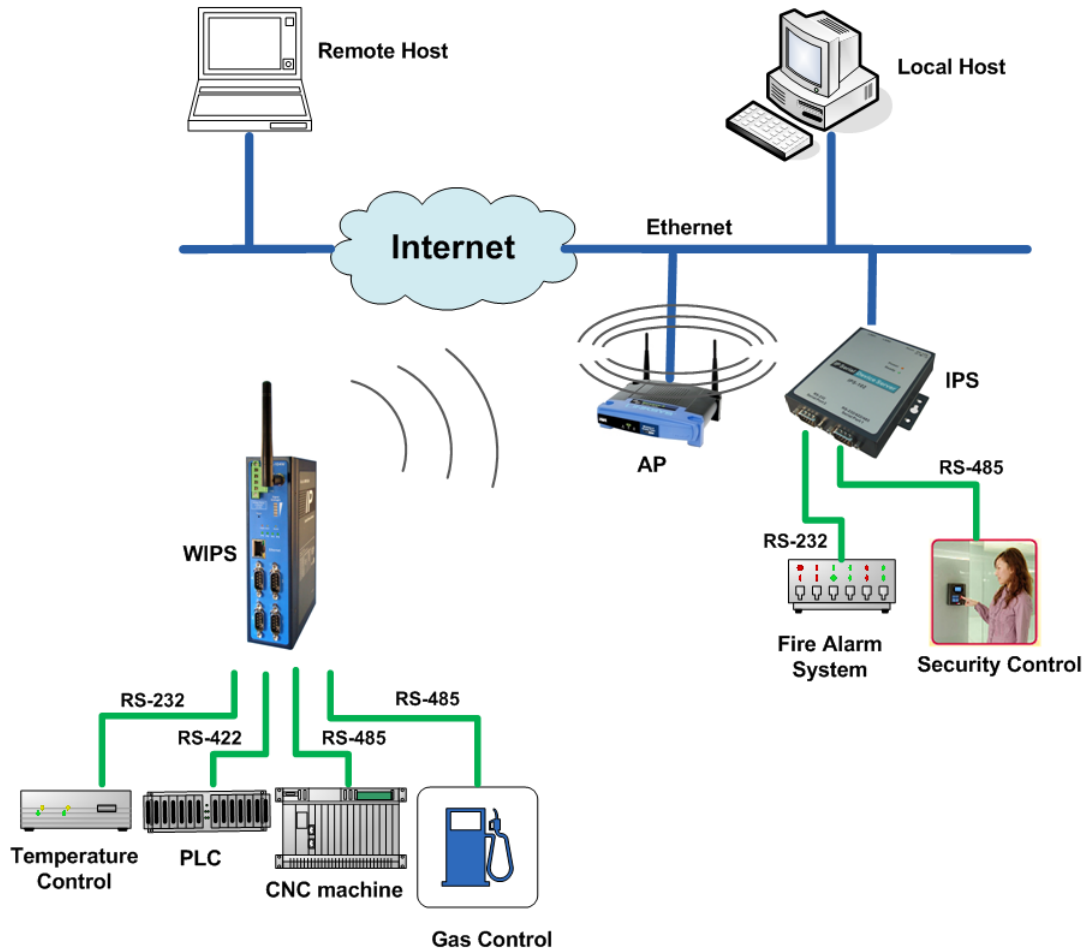 Remote Host
Local Host
Ethernet
Internet
IPS
AP
RS-485
RS-232
WIPS
Fire Alarm
System
Security Control
RS-232
RS-422
RS-485
RS-485
Temperature
Control
PLC
CNC machine
Gas Control